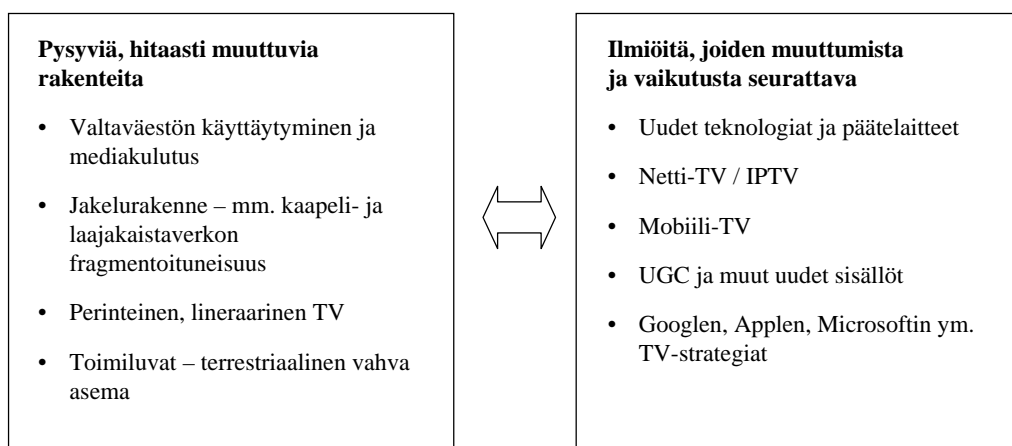 Pysyviä, hitaasti muuttuvia
rakenteita
• Valtaväestön käyttäytyminen ja
mediakulutus
• Jakelurakenne – mm. kaapeli- ja
laajakaistaverkon
fragmentoituneisuus
• Perinteinen, lineraarinen TV
• Toimiluvat – terrestriaalinen vahva
asema
Ilmiöitä, joiden muuttumista
ja vaikutusta seurattava
• Uudet teknologiat ja päätelaitteet
• Netti-TV / IPTV
• Mobiili-TV
• UGC ja muut uudet sisällöt
• Googlen, Applen, Microsoftin ym.
TV-strategiat